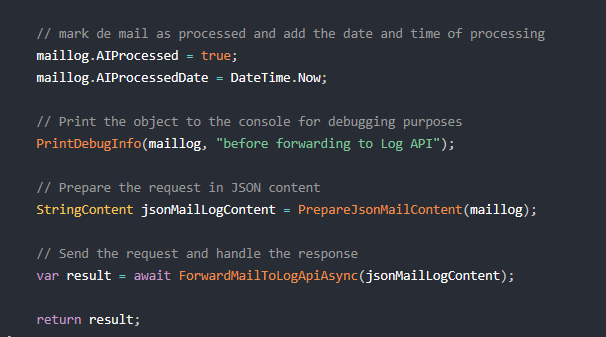 // mark de mail as processed and add the date and time of processing
maillog.AIProcessed = true;
maillog.AIProcessedDate = DateTime.Now;
// Print the object to the console for debugging purposes
PrintDebugInfo(maillog, "before forwarding to Log API");
// Prepare the request in JSON content
StringContent jsonMailLogContent = PrepareJsonMailContent(maillog);
// Send the request and handle the response
var result = await ForwardMailToLogApiAsync(jsonMailLogContent);
return result;